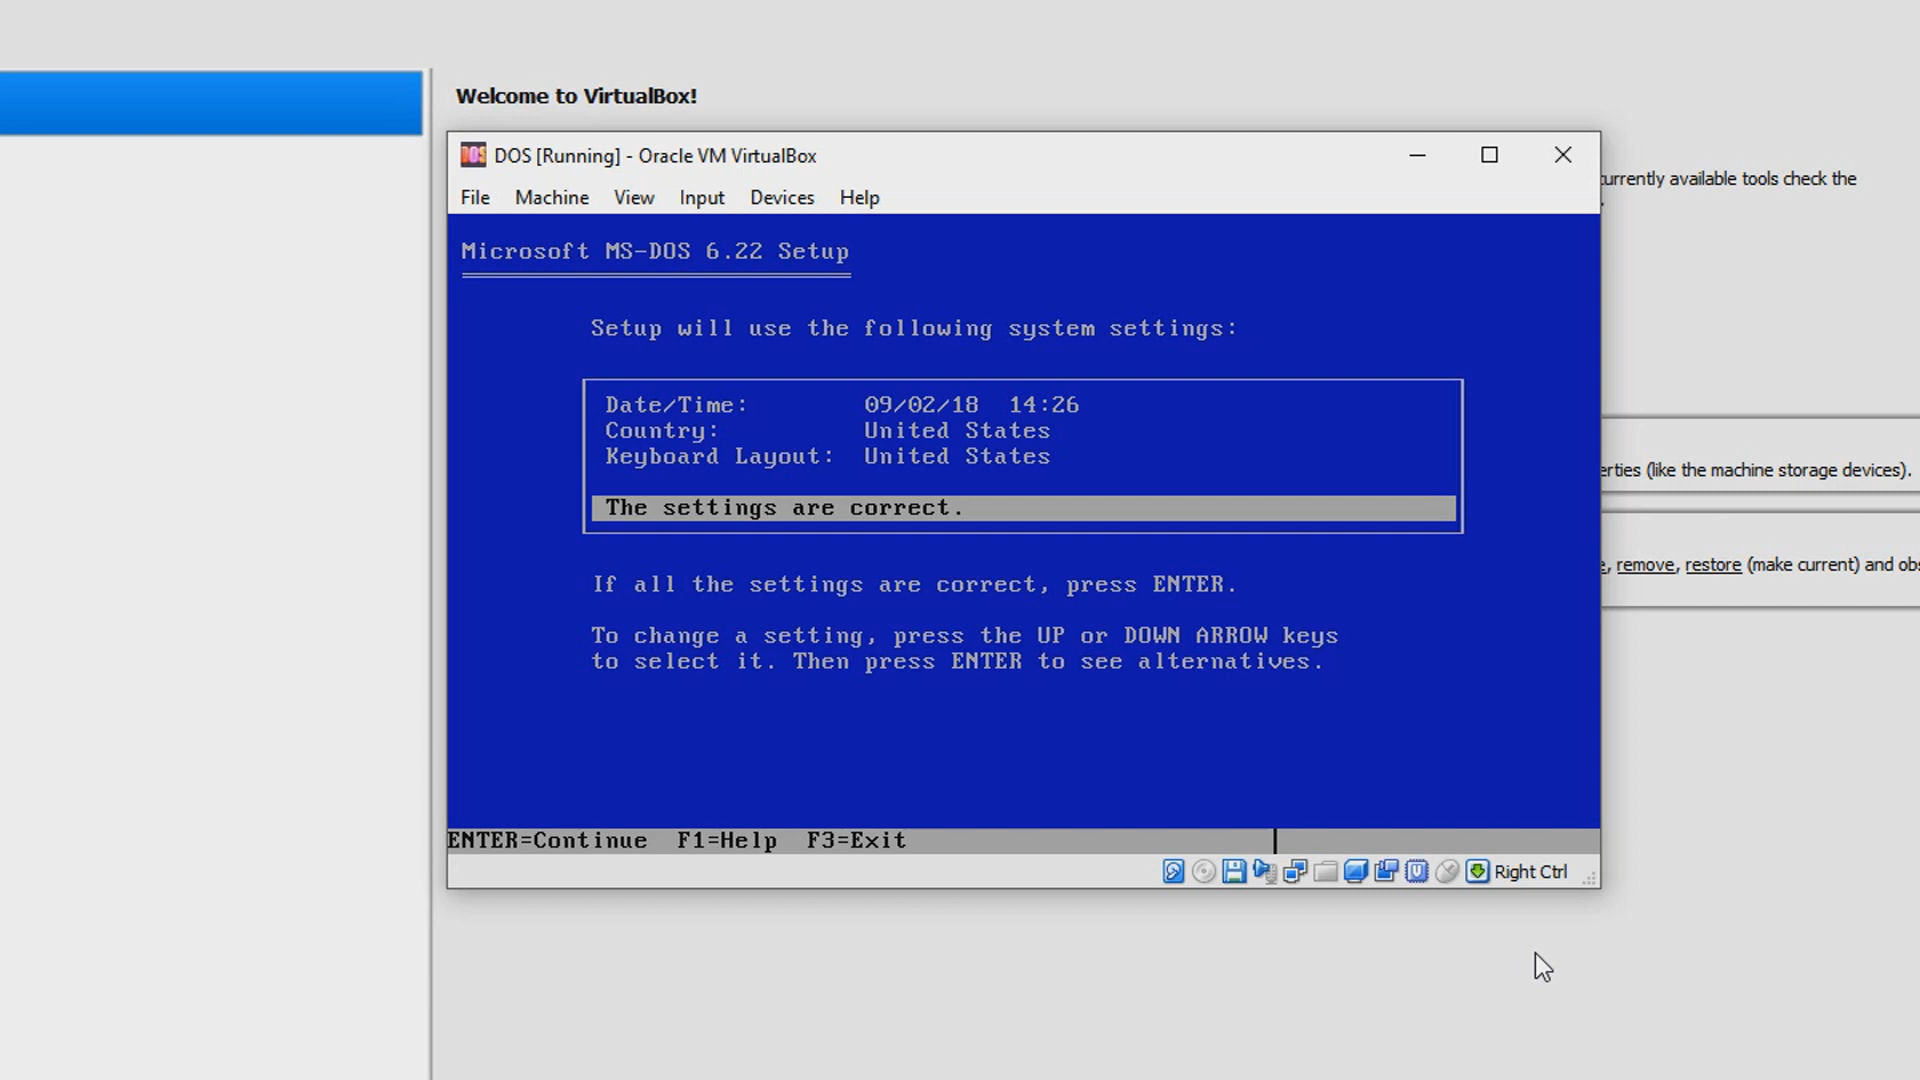 Welcome to VirtualBox!
DOS [Running] - Oracle VM VirtualBox
File Machine View Input Devices Help
currently available tools check the
Microsoft MS-DOS 6.22 Setup
Setup will use the following system settings:
Date/Time: 09/02/18 14:26
Country: United States
Keyboard Layout: United States
The settings are correct.
(like the machine storage devices).
If all the settings are correct, press ENTER.
remove, restore (make current) and
To change a setting, press the UP or DOWN ARROW keys
to select it. Then press ENTER to see alternatives.
ENTER=Continue F1=Help F3=Exit
Right Ctrl